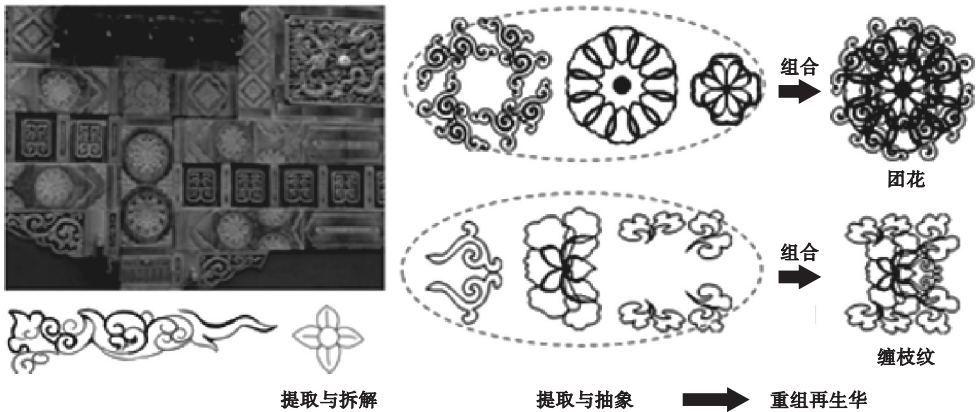 组合
团花
组合
缠枝纹
提取与拆解
提取与抽象
重组再生华